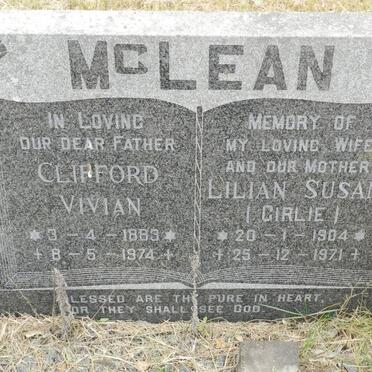 McLEAN
IN LOVING
OUR DEAR FATHER
CLIFFORD
VIVIAN
* 3 - 4 - 1883 *
+ 8 - 5 - 1974 +
MEMORY OF
MY LOVING WIFE
AND OUR MOTHER
LILIAN SUSAN
(GIRLIE)
* 20 - 1 - 1904 *
+ 25 - 12 - 1971 +
BLESSED ARE THE PURE IN HEART,
FOR THEY SHALL SEE GOD.